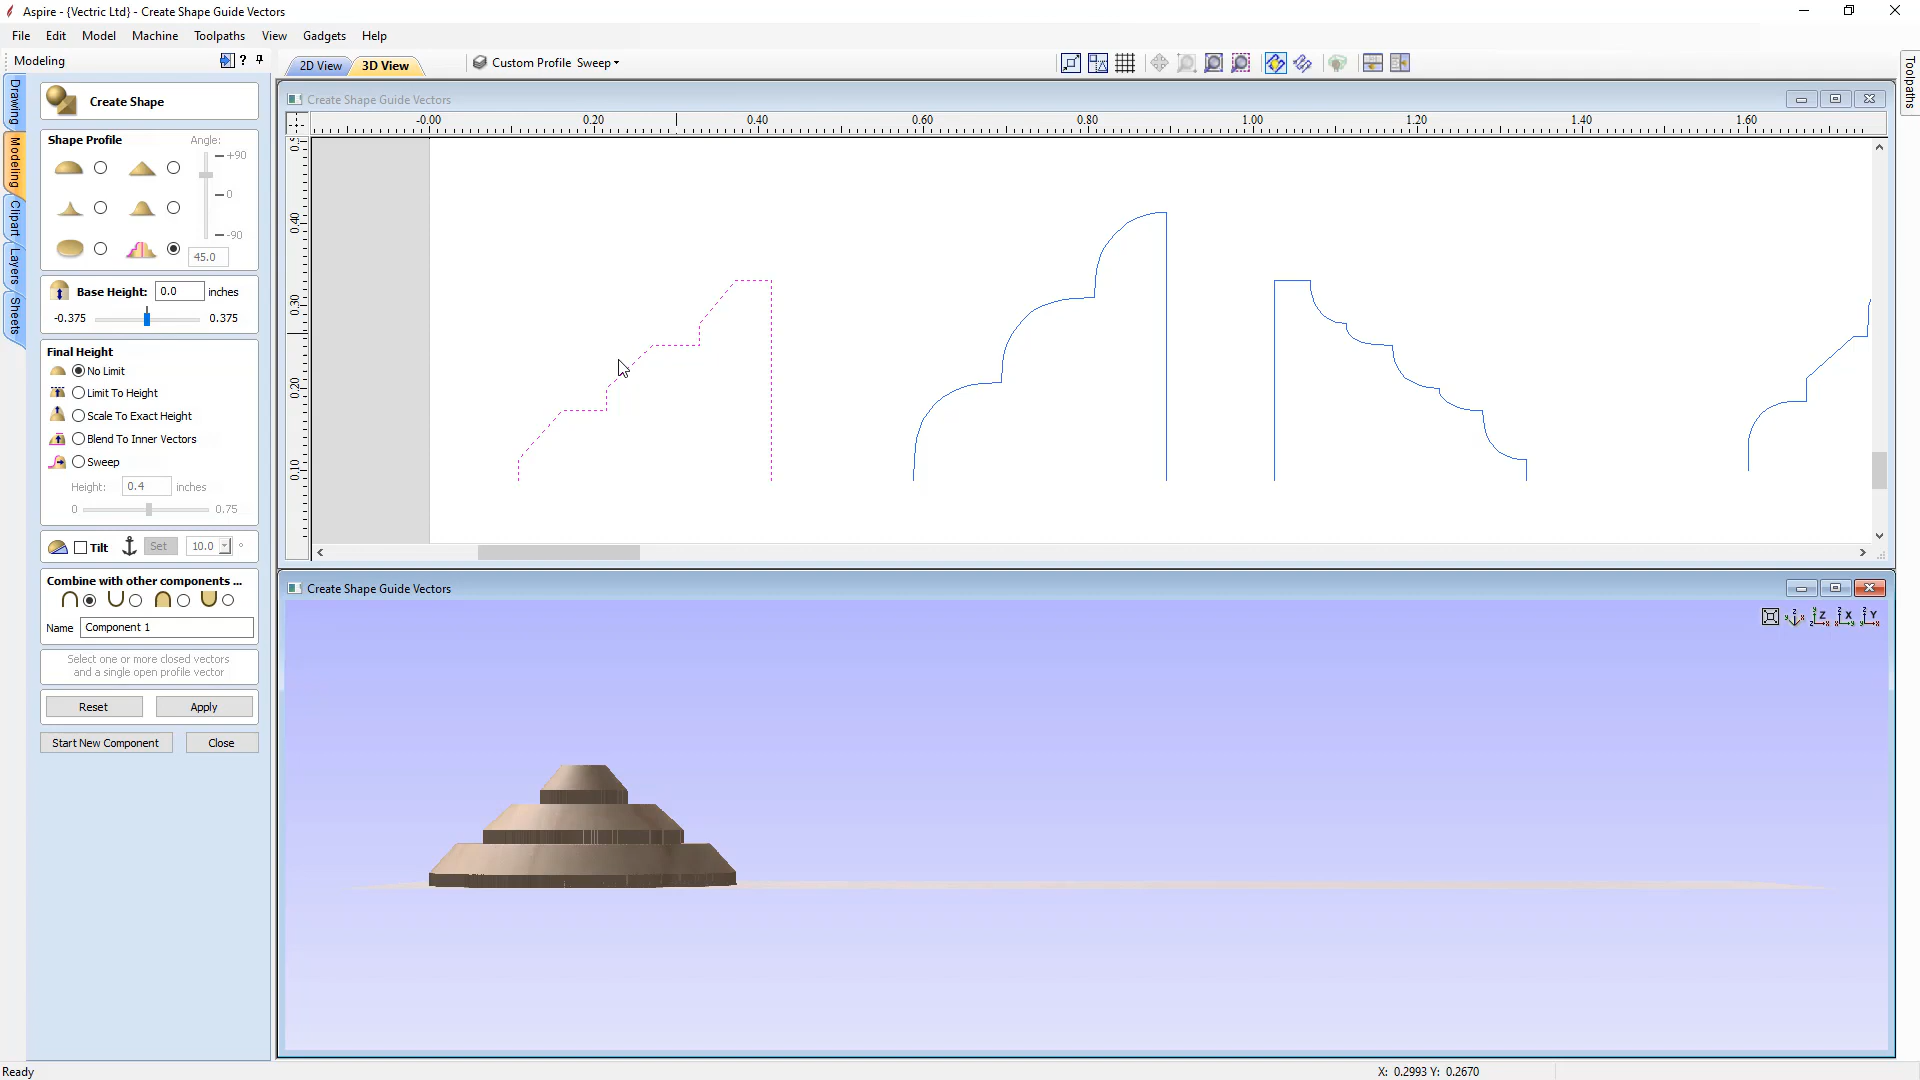 Aspire - {Vectric Ltd} - Create Shape Guide Vectors
File Edit Model Machine Toolpaths View Gadgets Help
Modeling
?
2D View
3D View
Custom Profile Sweep
Toolpaths
Drawing
Modeling
Clipart
Layers
Sheets
Create Shape
Shape Profile
Angle:
+90
0
-90
45.0
Base Height: 0.0 inches
-0.375 0.375
Final Height
No Limit
Limit To Height
Scale To Exact Height
Blend To Inner Vectors
Sweep
Height: 0.4 inches
0 0.75
Tilt Set 10.0 °
Combine with other components ...
Name Component 1
Select one or more closed vectors
and a single open profile vector
Reset Apply
Start New Component Close
Create Shape Guide Vectors
-0.00 0.20 0.40 0.60 0.80 1.00 1.20 1.40 1.60
0.40
0.30
0.20
0.10
Create Shape Guide Vectors
Ready
X: 0.2993 Y: 0.2670